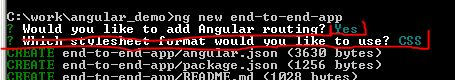 C:\work\angular_demo>ng new end-to-end-app
? Would you like to add Angular routing? Yes
? Which stylesheet format would you like to use? CSS
CREATE end-to-end-app/angular.json (3630 bytes)
CREATE end-to-end-app/package.json (1256 bytes)
CREATE end-to-end-app/README.md (1028 bytes)